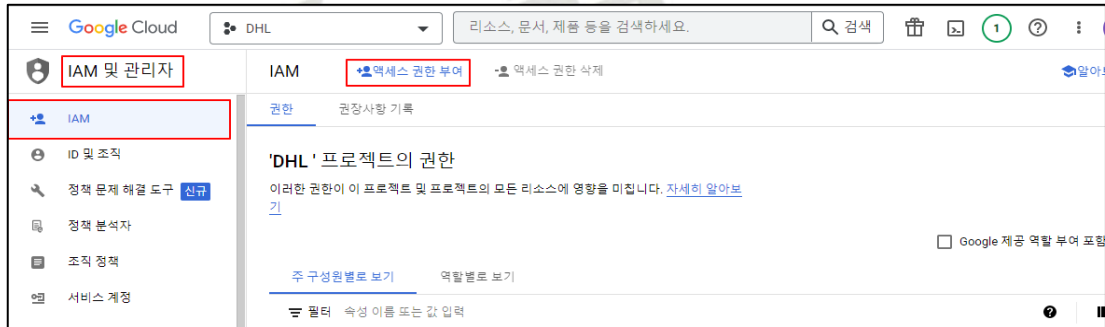 Google Cloud
DHL
리소스, 문서, 제품 등을 검색하세요.
검색
1
IAM 및 관리자
IAM
액세스 권한 부여
액세스 권한 삭제
알아보
IAM
권한
권장사항 기록
ID 및 조직
정책 문제 해결 도구 신규
정책 분석자
조직 정책
서비스 계정
'DHL ' 프로젝트의 권한
이러한 권한이 이 프로젝트 및 프로젝트의 모든 리소스에 영향을 미칩니다. 자세히 알아보
기
Google 제공 역할 부여 포함
주 구성원별로 보기
역할별로 보기
필터 속성 이름 또는 값 입력